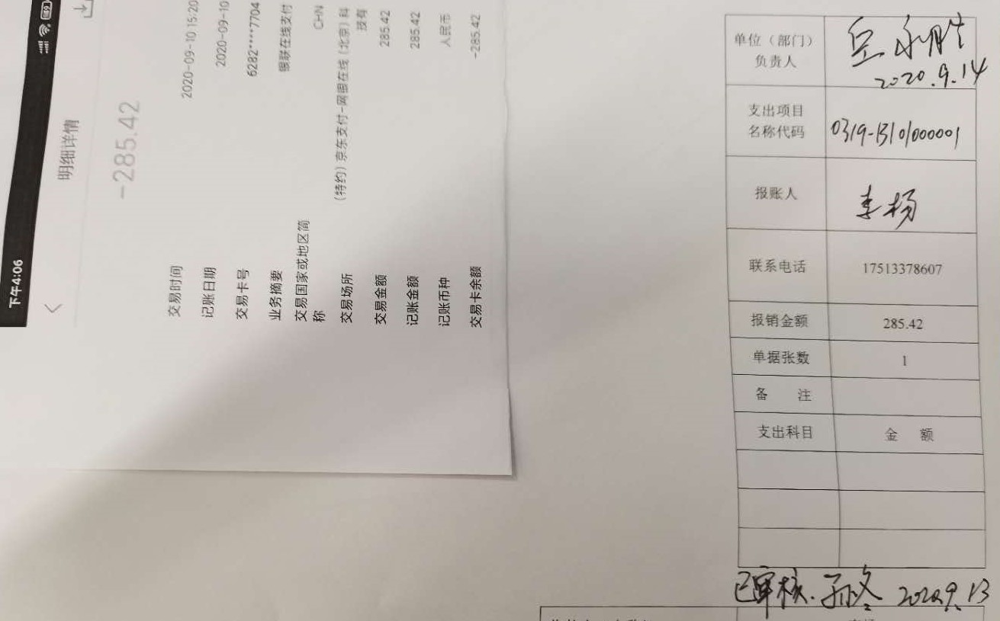 下午4:06
明细详情
-285.42
交易时间 2020-09-10 15:20
记账日期 2020-09-10
交易卡号 6282****7704
业务摘要 银联在线支付
交易国家或地区简
称 CHN
交易场所 (特约)京东支付-网银在线(北京)科
技有
交易金额 285.42
记账金额 285.42
记账币种 人民币
交易卡余额 -285.42
单位（部门）
负责人
2020.9.14
支出项目
名称代码 0319-13101000001
报账人 李杨
联系电话 17513378607
报销金额 285.42
单据张数 1
备 注
支出科目 金 额
已审核.孙冬 2020.9.13